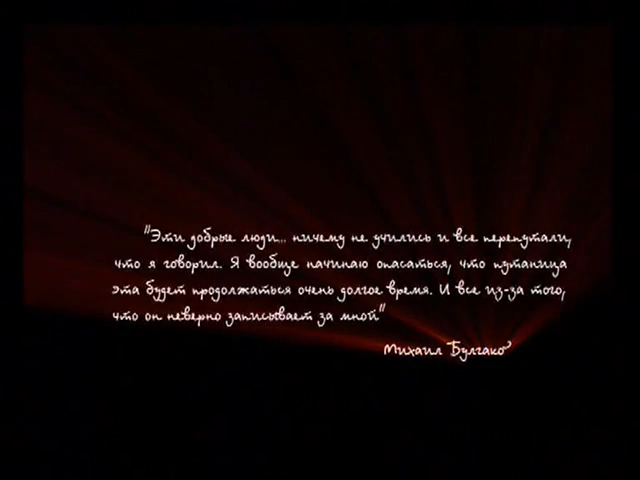 "Эти добрые люди... ничему не учились и все перепутали,
что я говорил. Я вообще начинаю опасаться, что путаница
эта будет продолжаться очень долгое время. И все из-за того,
что он неверно записывает за мной"
Михаил Булгако